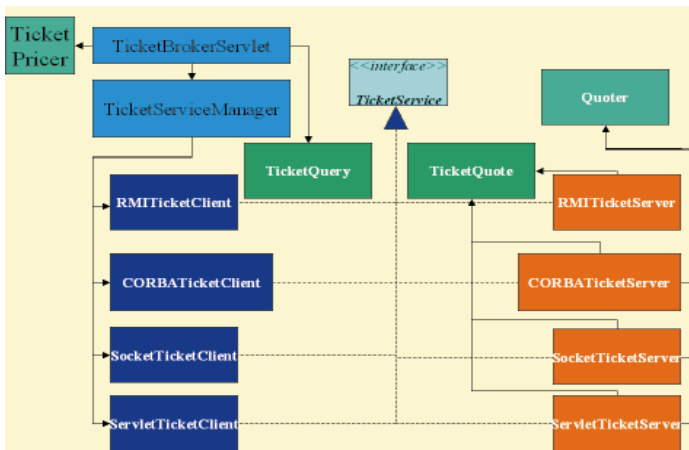 Ticket
Pricer
TicketBrokerServlet
<<interface>>
TicketService
TicketServiceManager
Quoter
TicketQuery
TicketQuote
RMITicketClient
RMITicketServer
CORBATicketClient
CORBATicketServer
SocketTicketClient
SocketTicketServer
ServletTicketClient
ServletTicketServer